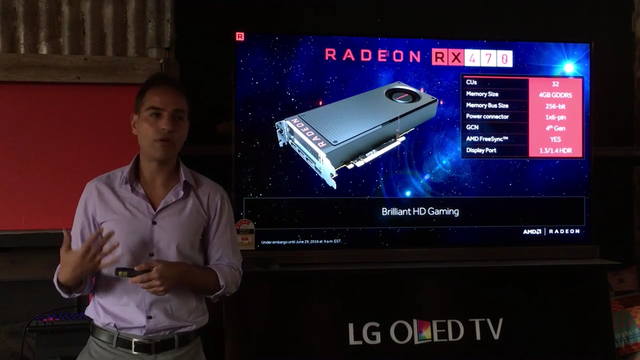 R
RADEON RX 470
CUs 32
Memory Size 4GB GDDR5
Memory Bus Size 256-bit
Power connector 1x6-pin
GCN 4th Gen
AMD FreeSync™ YES
Display Port 1.3/1.4 HDR
RADEON
Brilliant HD Gaming
Under embargo until June 29, 2016 at 9 a.m. EST.
AMD RADEON
LG OLED TV